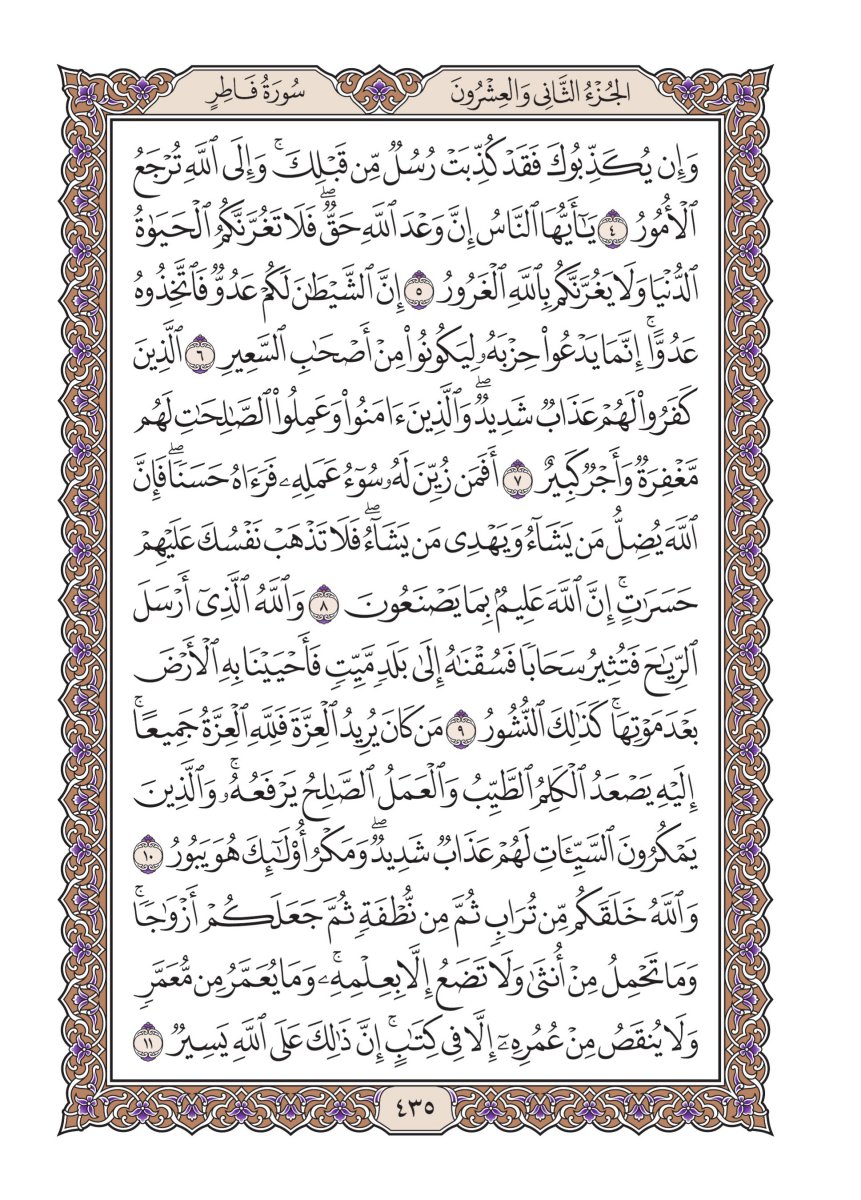 الجُزْءُ الثَّانِي وَالعِشْرُونَ
سُورَةُ فَاطِرٍ
وَإِن يُكَذِّبُوكَ فَقَدْ كُذِّبَتْ رُسُلٌ مِّن قَبْلِكَۚ وَإِلَى ٱللَّهِ تُرْجَعُ
ٱلْأُمُورُ ٤ يَٰٓأَيُّهَا ٱلنَّاسُ إِنَّ وَعْدَ ٱللَّهِ حَقٌّۖ فَلَا تَغُرَّنَّكُمُ ٱلْحَيَوٰةُ
ٱلدُّنْيَا وَلَا يَغُرَّنَّكُم بِٱللَّهِ ٱلْغَرُورُ ٥ إِنَّ ٱلشَّيْطَٰنَ لَكُمْ عَدُوٌّ فَٱتَّخِذُوهُ
عَدُوًّاۚ إِنَّمَا يَدْعُوا۟ حِزْبَهُۥ لِيَكُونُوا۟ مِنْ أَصْحَٰبِ ٱلسَّعِيرِ ٦ ٱلَّذِينَ
كَفَرُوا۟ لَهُمْ عَذَابٌ شَدِيدٌۖ وَٱلَّذِينَ ءَامَنُوا۟ وَعَمِلُوا۟ ٱلصَّٰلِحَٰتِ لَهُم
مَّغْفِرَةٌ وَأَجْرٌ كَبِيرٌ ٧ أَفَمَن زُيِّنَ لَهُۥ سُوٓءُ عَمَلِهِۦ فَرَءَاهُ حَسَنًاۖ فَإِنَّ
ٱللَّهَ يُضِلُّ مَن يَشَآءُ وَيَهْدِى مَن يَشَآءُۖ فَلَا تَذْهَبْ نَفْسُكَ عَلَيْهِمْ
حَسَرَٰتٍۚ إِنَّ ٱللَّهَ عَلِيمٌۢ بِمَا يَصْنَعُونَ ٨ وَٱللَّهُ ٱلَّذِىٓ أَرْسَلَ
ٱلرِّيَٰحَ فَتُثِيرُ سَحَابًا فَسُقْنَٰهُ إِلَىٰ بَلَدٍ مَّيِّتٍ فَأَحْيَيْنَا بِهِ ٱلْأَرْضَ
بَعْدَ مَوْتِهَاۚ كَذَٰلِكَ ٱلنُّشُورُ ٩ مَن كَانَ يُرِيدُ ٱلْعِزَّةَ فَلِلَّهِ ٱلْعِزَّةُ جَمِيعًاۚ
إِلَيْهِ يَصْعَدُ ٱلْكَلِمُ ٱلطَّيِّبُ وَٱلْعَمَلُ ٱلصَّٰلِحُ يَرْفَعُهُۥۚ وَٱلَّذِينَ
يَمْكُرُونَ ٱلسَّيِّـَٔاتِ لَهُمْ عَذَابٌ شَدِيدٌۖ وَمَكْرُ أُو۟لَٰٓئِكَ هُوَ يَبُورُ ١٠
وَٱللَّهُ خَلَقَكُم مِّن تُرَابٍ ثُمَّ مِن نُّطْفَةٍ ثُمَّ جَعَلَكُمْ أَزْوَٰجًاۚ
وَمَا تَحْمِلُ مِنْ أُنثَىٰ وَلَا تَضَعُ إِلَّا بِعِلْمِهِۦۚ وَمَا يُعَمَّرُ مِن مُّعَمَّرٍ
وَلَا يُنقَصُ مِنْ عُمُرِهِۦٓ إِلَّا فِى كِتَٰبٍۚ إِنَّ ذَٰلِكَ عَلَى ٱللَّهِ يَسِيرٌ ١١
٤٣٥